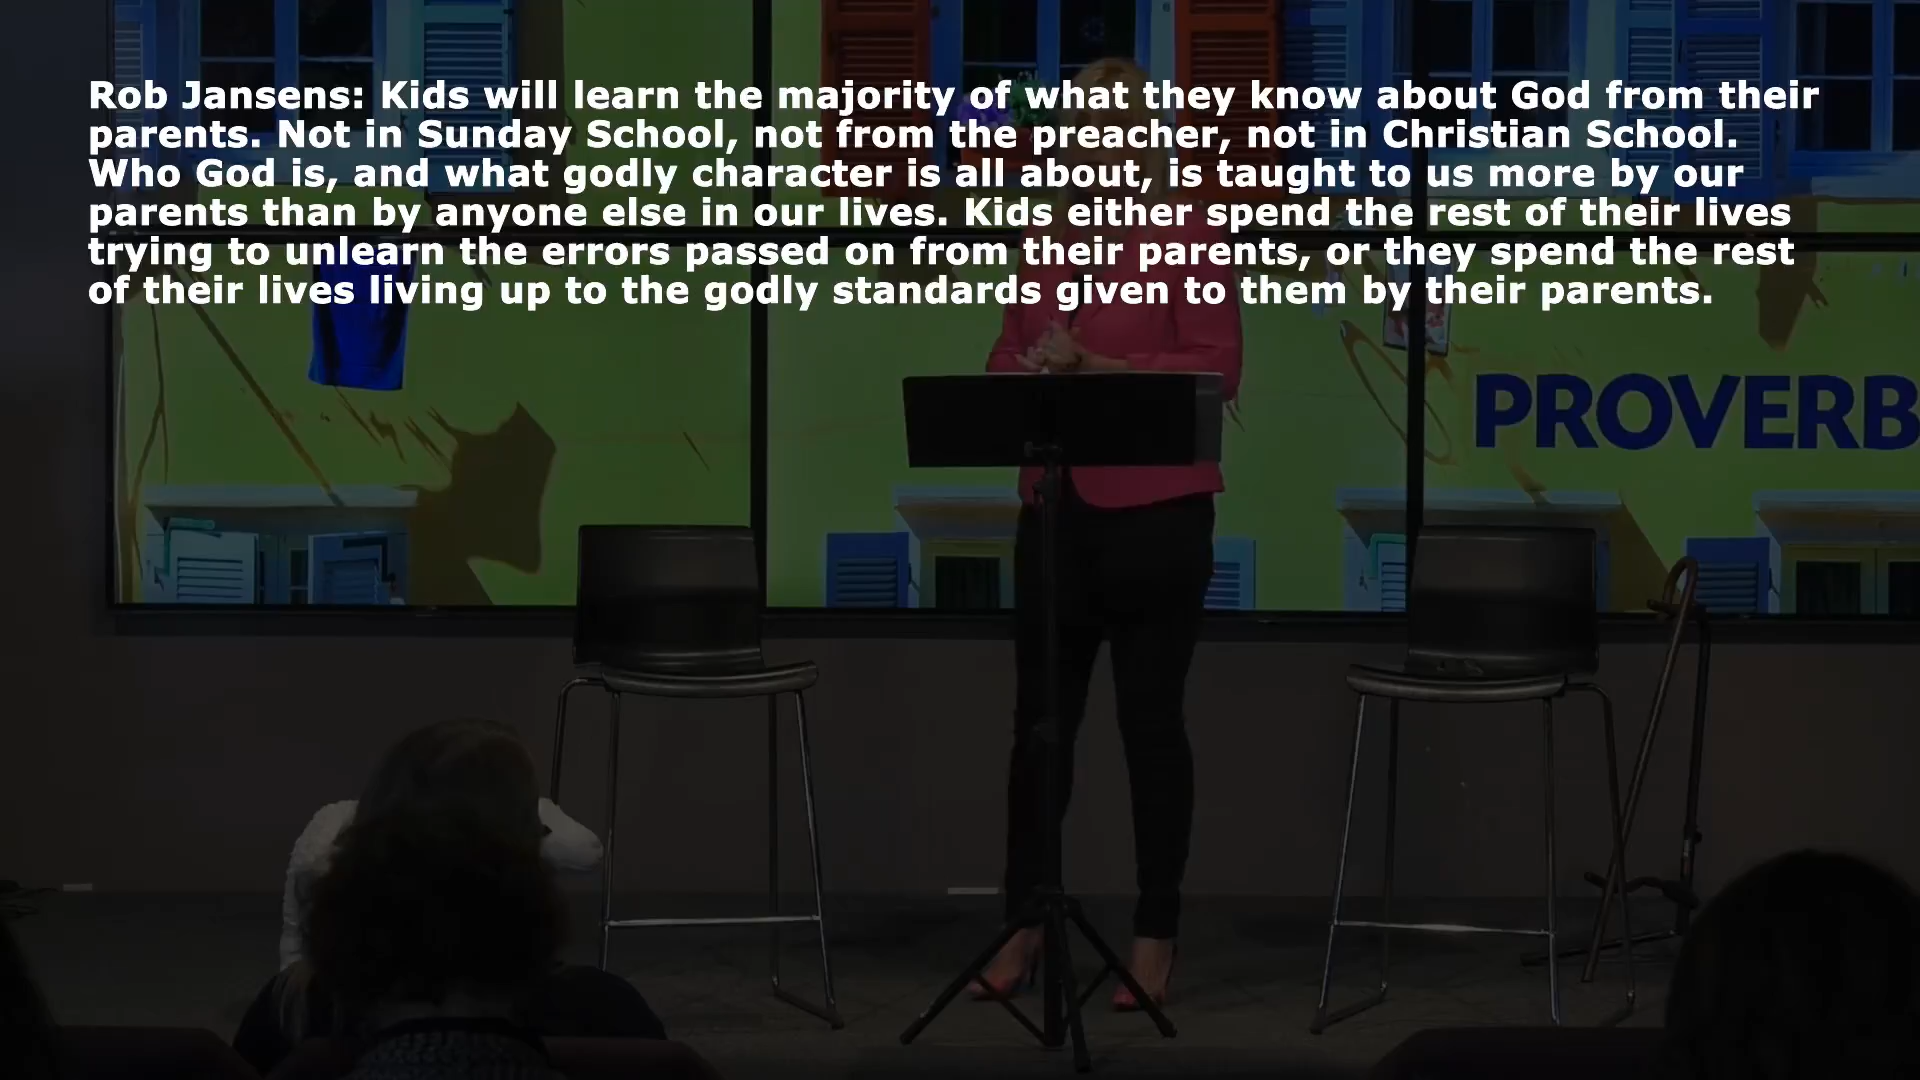 Rob Jansens: Kids will learn the majority of what they know about God from their
parents. Not in Sunday School, not from the preacher, not in Christian School.
Who God is, and what godly character is all about, is taught to us more by our
parents than by anyone else in our lives. Kids either spend the rest of their lives
trying to unlearn the errors passed on from their parents, or they spend the rest
of their lives living up to the godly standards given to them by their parents.
PROVERB